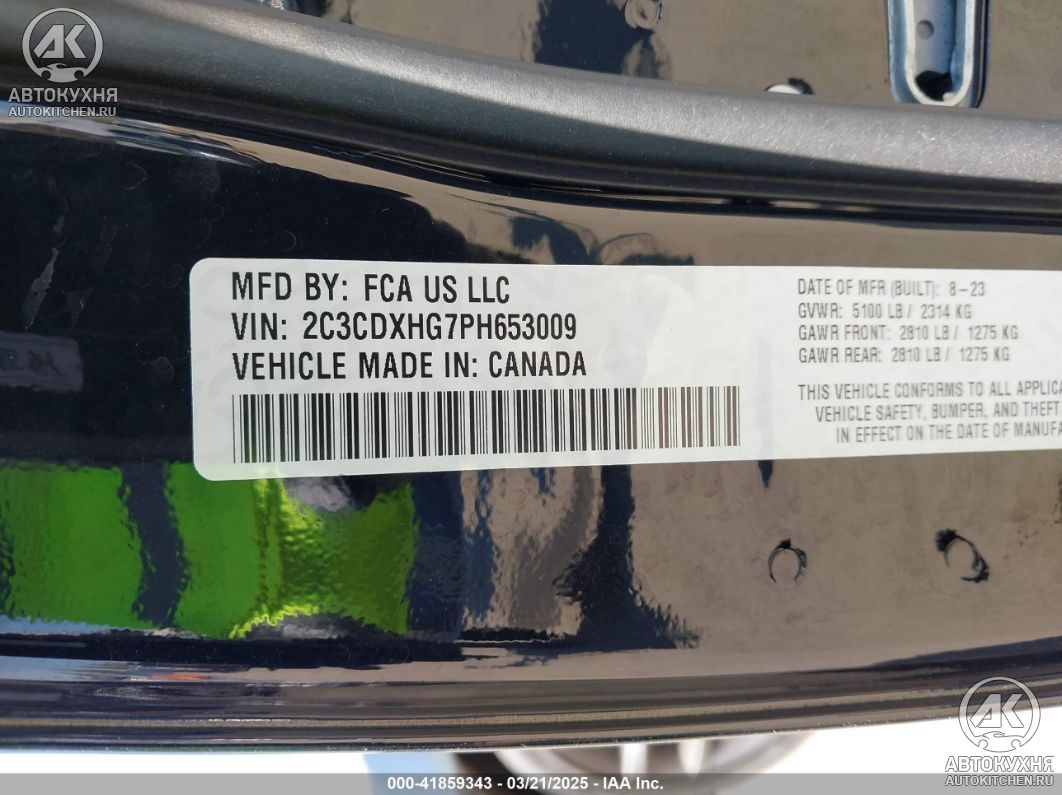 AK
АВТОКУХНЯ
AUTOKITCHEN.RU
MFD BY: FCA US LLC
VIN: 2C3CDXHG7PH653009
VEHICLE MADE IN: CANADA
DATE OF MFR (BUILT): 8-23
GVWR: 5100 LB / 2314 KG
GAWR FRONT: 2810 LB / 1275 KG
GAWR REAR: 2810 LB / 1275 KG
THIS VEHICLE CONFORMS TO ALL
VEHICLE SAFETY, BUMPER, AND THEFT
IN EFFECT ON THE DATE OF
AK
АВТОКУХНЯ
AUTOKITCHEN.RU
000-41859343 - 03/21/2025 - IAA Inc.